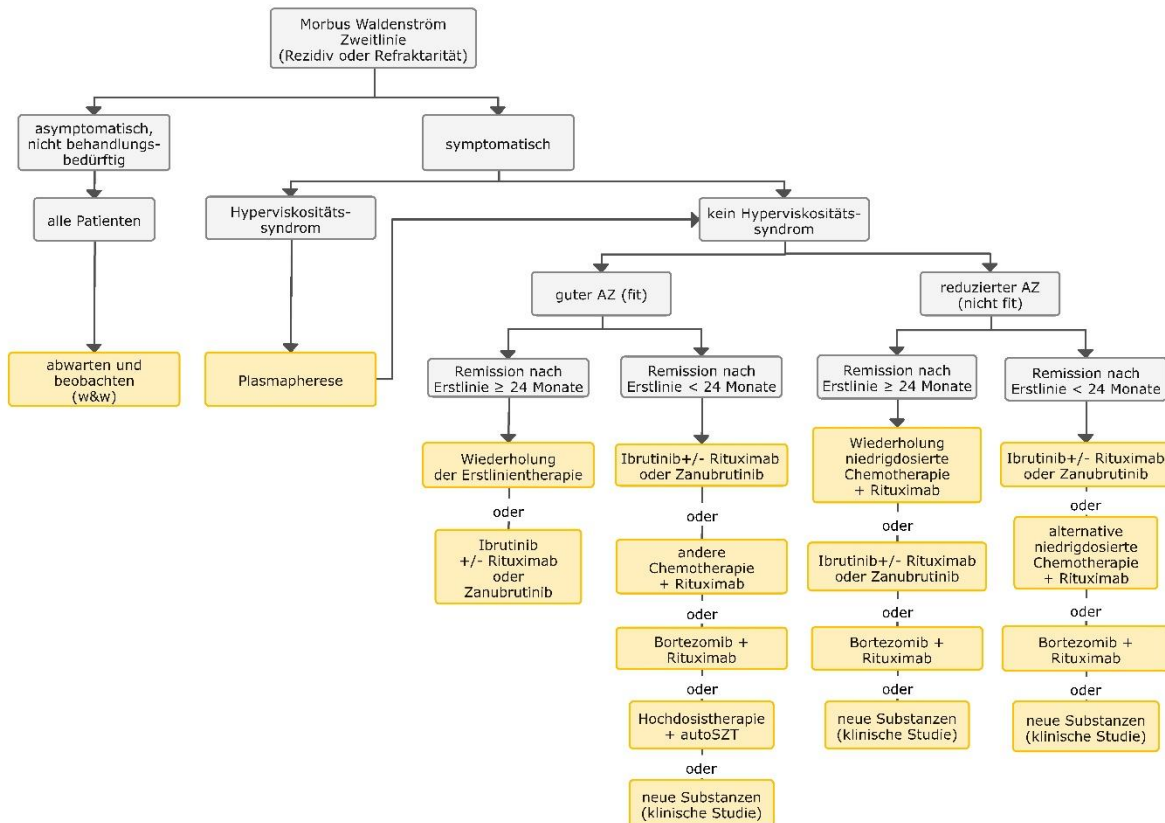 Morbus Waldenström
Zweitlinie
(Rezidiv oder Refraktarität)
asymptomatisch,
nicht behandlungs-
bedürftig
symptomatisch
alle Patienten
Hyperviskositäts-
syndrom
kein Hyperviskositäts-
syndrom
guter AZ (fit)
reduzierter AZ
(nicht fit)
abwarten und
beobachten
(w&w)
Plasmapherese
Remission nach
Erstlinie ≥ 24 Monate
Remission nach
Erstlinie < 24 Monate
Remission nach
Erstlinie ≥ 24 Monate
Remission nach
Erstlinie < 24 Monate
Wiederholung
der Erstlinientherapie
oder
Ibrutinib
+/- Rituximab
oder
Zanubrutinib
Ibrutinib+/- Rituximab
oder Zanubrutinib
oder
andere
Chemotherapie
+ Rituximab
oder
Bortezomib +
Rituximab
oder
Hochdosistherapie
+ autoSZT
oder
neue Substanzen
(klinische Studie)
Wiederholung
niedrigdosierte
Chemotherapie
+ Rituximab
oder
Ibrutinib+/- Rituximab
oder Zanubrutinib
oder
Bortezomib +
Rituximab
oder
neue Substanzen
(klinische Studie)
Ibrutinib+/- Rituximab
oder Zanubrutinib
oder
alternative
niedrigdosierte
Chemotherapie
+ Rituximab
oder
Bortezomib +
Rituximab
oder
neue Substanzen
(klinische Studie)